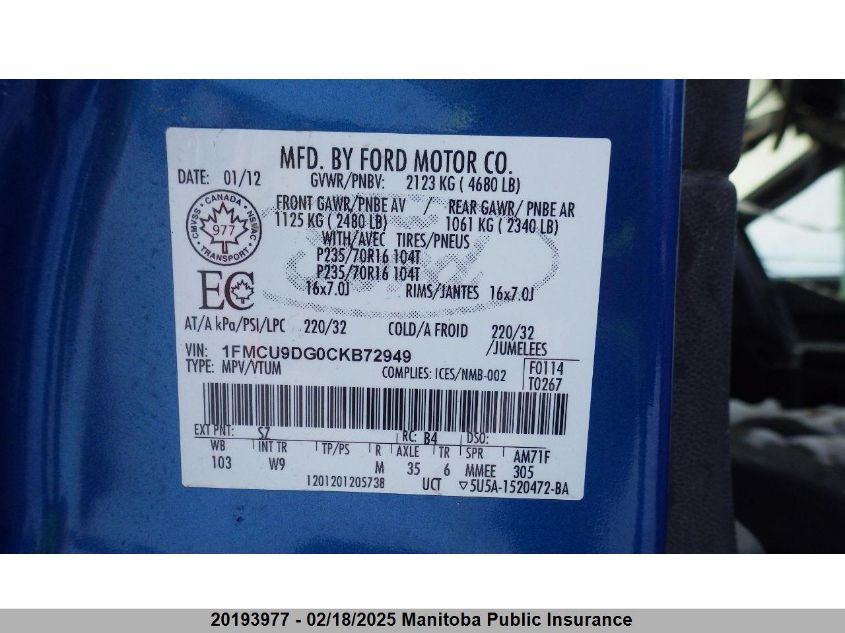 MFD. BY FORD MOTOR CO.
DATE: 01/12 GVWR/PNBV: 2123 KG ( 4680 LB)
FRONT GAWR/PNBE AV / REAR GAWR/ PNBE AR
1125 KG ( 2480 LB) 1061 KG ( 2340 LB)
WITH/AVEC TIRES/PNEUS
P235/70R16 104T
P235/70R16 104T
16x7.0J RIMS/JANTES 16x7.0J
CMVSS · CANADA · NSVAC
977
TRANSPORT
EC
AT/A kPa/PSI/LPC 220/32 COLD/A FROID 220/32
/JUMELEES
VIN: 1FMCU9DG0CKB72949
TYPE: MPV/VTUM COMPLIES: ICES/NMB-002 F0114
T0267
EXT PNT: SZ RC: B4 DSO:
WB INT TR TP/PS R AXLE TR SPR AM71F
103 W9 M 35 6 MMEE 305
1201201205738 UCT ▽5U5A-1520472-BA
20193977 - 02/18/2025 Manitoba Public Insurance